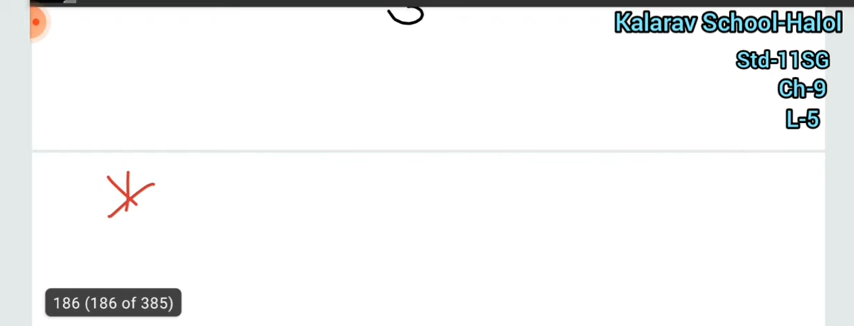 Kalarav School-Halol
Std-11SG
Ch-9
L-5
186 (186 of 385)